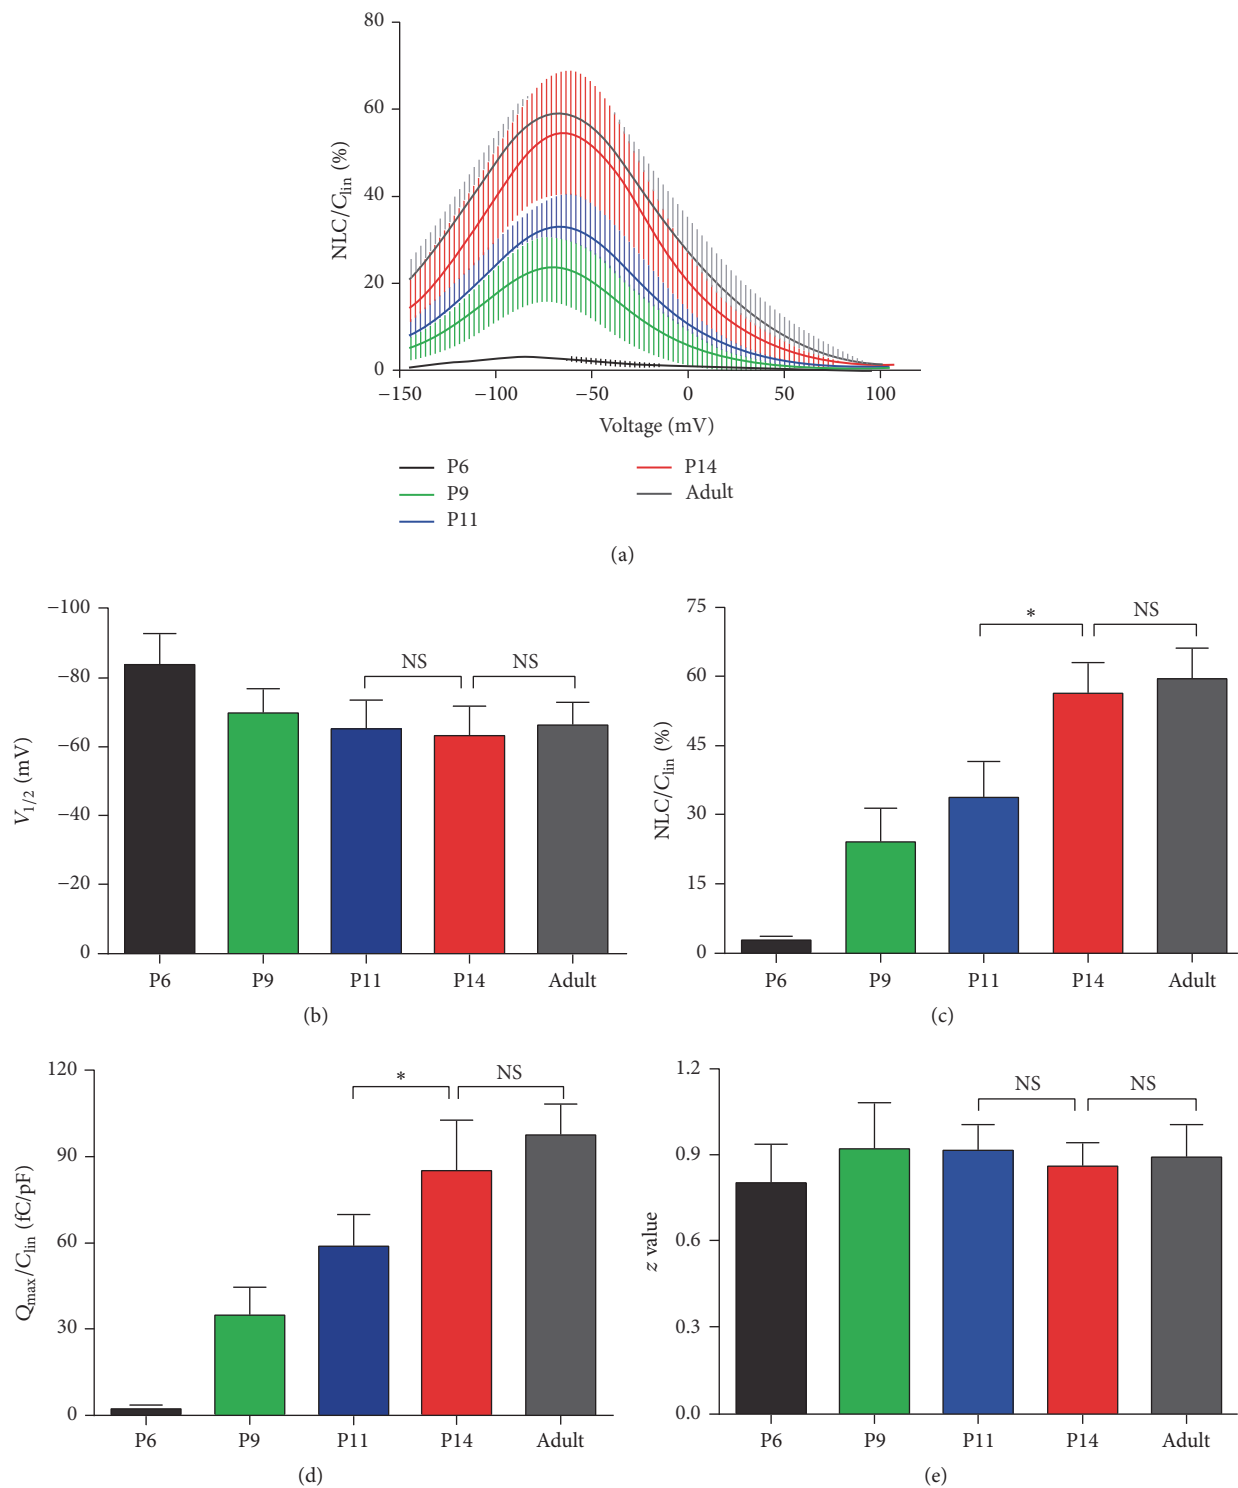 80
60
40
20
0
NLC/C_lin (%)
−150 −100 −50 0 50 100
Voltage (mV)
P6
P9
P11
P14
Adult
(a)
−100
−80
−60
−40
−20
0
V_1/2 (mV)
NS NS
P6 P9 P11 P14 Adult
(b)
75
60
45
30
15
0
NLC/C_lin (%)
* NS
P6 P9 P11 P14 Adult
(c)
120
90
60
30
0
Q_max/C_lin (fC/pF)
* NS
P6 P9 P11 P14 Adult
(d)
1.2
0.9
0.6
0.3
0.0
z value
NS NS
P6 P9 P11 P14 Adult
(e)